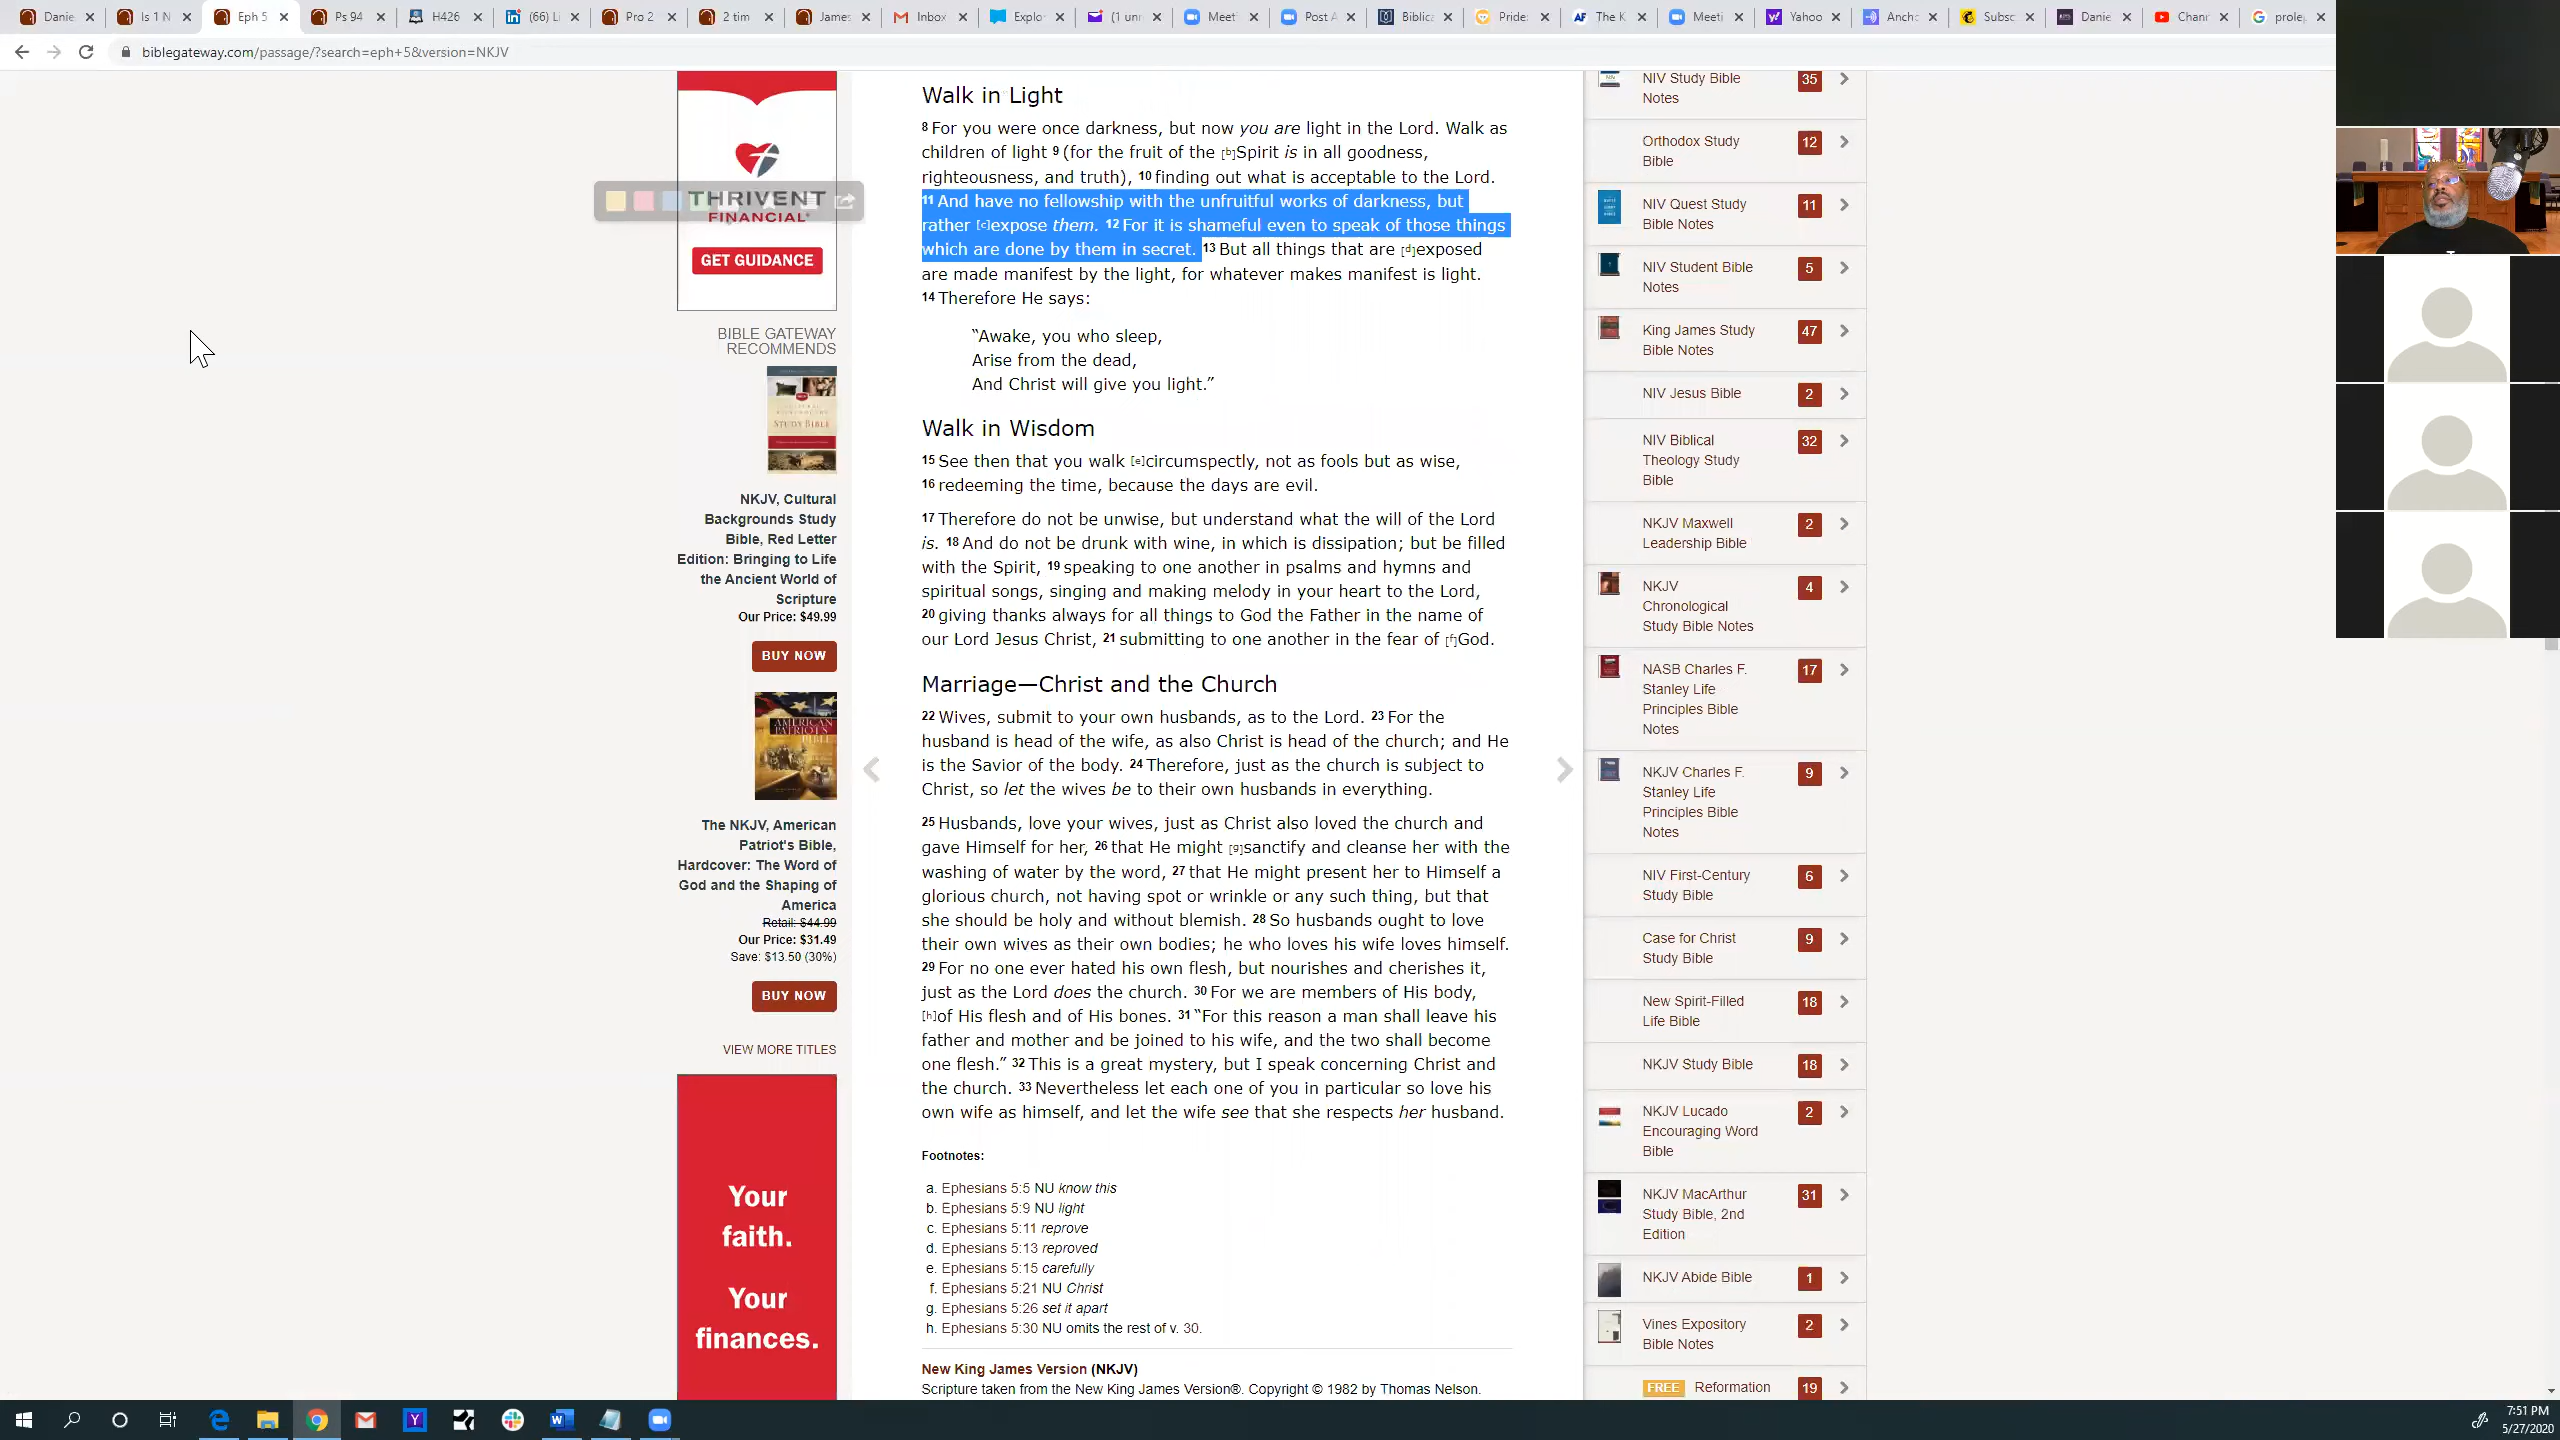 Danie
Is 1 N
Eph 5
Ps 94
H426
(66) Li
Pro 2
2 tim
James
Inbox
Explo
(1 unr
Meet
Post A
Biblica
Pride:
The K
Meeti
Yahoo
Ancho
Subsc
Danie
Chann
prole
biblegateway.com/passage/?search=eph+5&version=NKJV
THRIVENT
FINANCIAL®
GET GUIDANCE
BIBLE GATEWAY
RECOMMENDS
STUDY BIBLE
NKJV, Cultural
Backgrounds Study
Bible, Red Letter
Edition: Bringing to Life
the Ancient World of
Scripture
Our Price: $49.99
BUY NOW
AMERICAN
PATRIOT'S
BIBLE
The NKJV, American
Patriot's Bible,
Hardcover: The Word of
God and the Shaping of
America
Retail: $44.99
Our Price: $31.49
Save: $13.50 (30%)
BUY NOW
VIEW MORE TITLES
Your
faith.
Your
finances.
Walk in Light
8 For you were once darkness, but now you are light in the Lord. Walk as
children of light 9 (for the fruit of the [b]Spirit is in all goodness,
righteousness, and truth), 10 finding out what is acceptable to the Lord.
11 And have no fellowship with the unfruitful works of darkness, but
rather [c]expose them. 12 For it is shameful even to speak of those things
which are done by them in secret. 13 But all things that are [d]exposed
are made manifest by the light, for whatever makes manifest is light.
14 Therefore He says:
“Awake, you who sleep,
Arise from the dead,
And Christ will give you light.”
Walk in Wisdom
15 See then that you walk [e]circumspectly, not as fools but as wise,
16 redeeming the time, because the days are evil.
17 Therefore do not be unwise, but understand what the will of the Lord
is. 18 And do not be drunk with wine, in which is dissipation; but be filled
with the Spirit, 19 speaking to one another in psalms and hymns and
spiritual songs, singing and making melody in your heart to the Lord,
20 giving thanks always for all things to God the Father in the name of
our Lord Jesus Christ, 21 submitting to one another in the fear of [f]God.
Marriage—Christ and the Church
22 Wives, submit to your own husbands, as to the Lord. 23 For the
husband is head of the wife, as also Christ is head of the church; and He
is the Savior of the body. 24 Therefore, just as the church is subject to
Christ, so let the wives be to their own husbands in everything.
25 Husbands, love your wives, just as Christ also loved the church and
gave Himself for her, 26 that He might [g]sanctify and cleanse her with the
washing of water by the word, 27 that He might present her to Himself a
glorious church, not having spot or wrinkle or any such thing, but that
she should be holy and without blemish. 28 So husbands ought to love
their own wives as their own bodies; he who loves his wife loves himself.
29 For no one ever hated his own flesh, but nourishes and cherishes it,
just as the Lord does the church. 30 For we are members of His body,
[h]of His flesh and of His bones. 31 “For this reason a man shall leave his
father and mother and be joined to his wife, and the two shall become
one flesh.” 32 This is a great mystery, but I speak concerning Christ and
the church. 33 Nevertheless let each one of you in particular so love his
own wife as himself, and let the wife see that she respects her husband.
Footnotes:
a. Ephesians 5:5 NU know this
b. Ephesians 5:9 NU light
c. Ephesians 5:11 reprove
d. Ephesians 5:13 reproved
e. Ephesians 5:15 carefully
f. Ephesians 5:21 NU Christ
g. Ephesians 5:26 set it apart
h. Ephesians 5:30 NU omits the rest of v. 30.
New King James Version (NKJV)
Scripture taken from the New King James Version®. Copyright © 1982 by Thomas Nelson.
NIV Study Bible
Notes
35
Orthodox Study
Bible
12
NIV Quest Study
Bible Notes
11
NIV Student Bible
Notes
5
King James Study
Bible Notes
47
NIV Jesus Bible
2
NIV Biblical
Theology Study
Bible
32
NKJV Maxwell
Leadership Bible
2
NKJV
Chronological
Study Bible Notes
4
NASB Charles F.
Stanley Life
Principles Bible
Notes
17
NKJV Charles F.
Stanley Life
Principles Bible
Notes
9
NIV First-Century
Study Bible
6
Case for Christ
Study Bible
9
New Spirit-Filled
Life Bible
18
NKJV Study Bible
18
NKJV Lucado
Encouraging Word
Bible
2
NKJV MacArthur
Study Bible, 2nd
Edition
31
NKJV Abide Bible
1
Vines Expository
Bible Notes
2
FREE Reformation
19
7:51 PM
5/27/2020